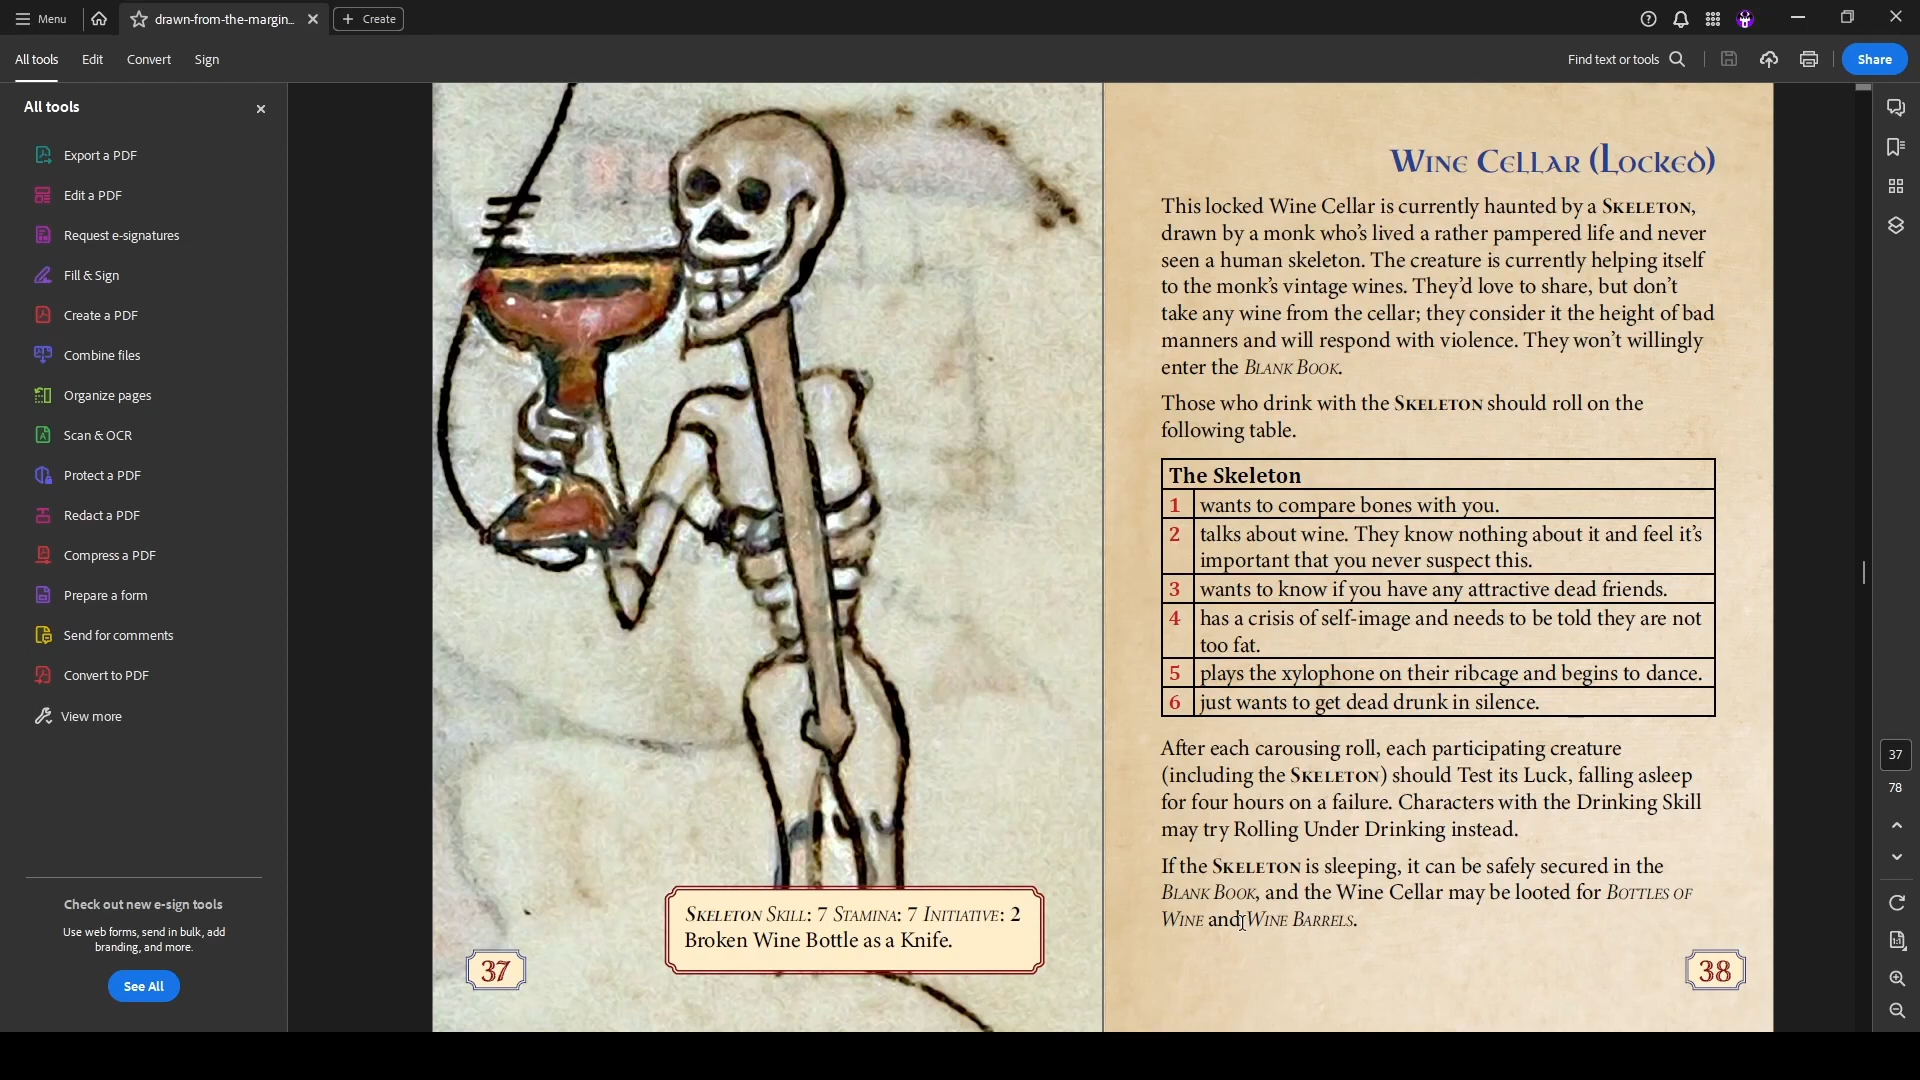 Menu
drawn-from-the-margin...
Create
All tools
Edit
Convert
Sign
Find text or tools
Share
All tools
Export a PDF
Edit a PDF
Request e-signatures
Fill & Sign
Create a PDF
Combine files
Organize pages
Scan & OCR
Protect a PDF
Redact a PDF
Compress a PDF
Prepare a form
Send for comments
Convert to PDF
View more
Check out new e-sign tools
Use web forms, send in bulk, add
branding, and more.
See All
SKELETON SKILL: 7 STAMINA: 7 INITIATIVE: 2
Broken Wine Bottle as a Knife.
37
Wine Cellar (Locked)
This locked Wine Cellar is currently haunted by a SKELETON,
drawn by a monk who's lived a rather pampered life and never
seen a human skeleton. The creature is currently helping itself
to the monk's vintage wines. They'd love to share, but don't
take any wine from the cellar; they consider it the height of bad
manners and will respond with violence. They won't willingly
enter the BLANK BOOK.
Those who drink with the SKELETON should roll on the
following table.
The Skeleton
1 wants to compare bones with you.
2 talks about wine. They know nothing about it and feel it's
important that you never suspect this.
3 wants to know if you have any attractive dead friends.
4 has a crisis of self-image and needs to be told they are not
too fat.
5 plays the xylophone on their ribcage and begins to dance.
6 just wants to get dead drunk in silence.
After each carousing roll, each participating creature
(including the SKELETON) should Test its Luck, falling asleep
for four hours on a failure. Characters with the Drinking Skill
may try Rolling Under Drinking instead.
If the SKELETON is sleeping, it can be safely secured in the
BLANK BOOK, and the Wine Cellar may be looted for BOTTLES OF
WINE and WINE BARRELS.
38
37
78
1:1